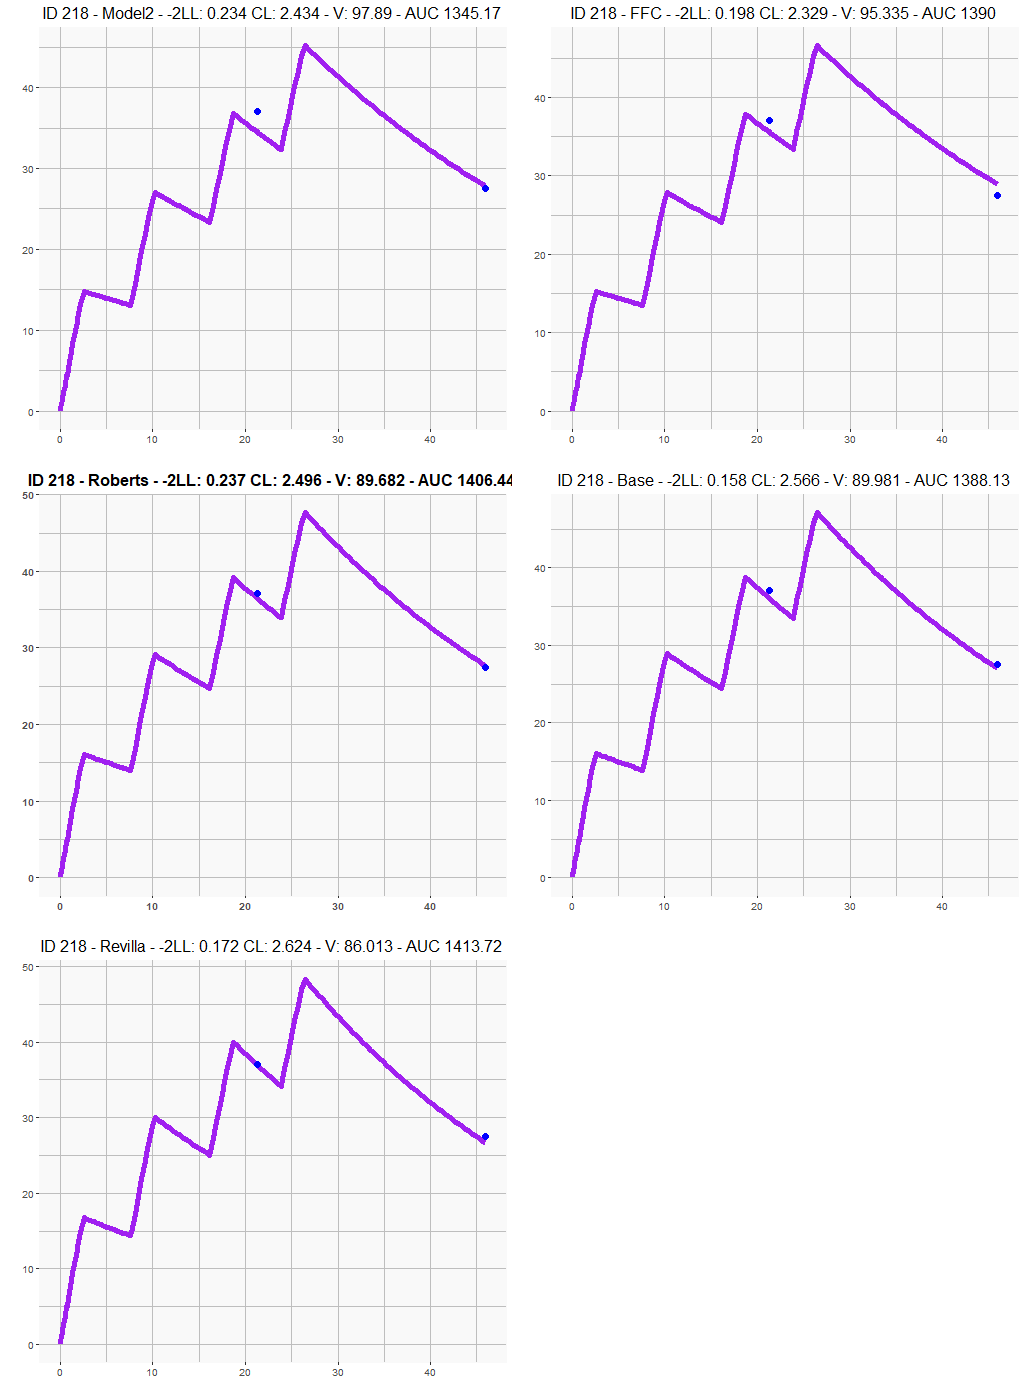 ID 218 - Model2 - -2LL: 0.234 CL: 2.434 - V: 97.89 - AUC 1345.17
40
30
20
10
0
0 10 20 30 40
ID 218 - FFC - -2LL: 0.198 CL: 2.329 - V: 95.335 - AUC 1390
40
30
20
10
0
0 10 20 30 40
ID 218 - Roberts - -2LL: 0.237 CL: 2.496 - V: 89.682 - AUC 1406.44
50
40
30
20
10
0
0 10 20 30 40
ID 218 - Base - -2LL: 0.158 CL: 2.566 - V: 89.981 - AUC 1388.13
40
30
20
10
0
0 10 20 30 40
ID 218 - Revilla - -2LL: 0.172 CL: 2.624 - V: 86.013 - AUC 1413.72
50
40
30
20
10
0
0 10 20 30 40